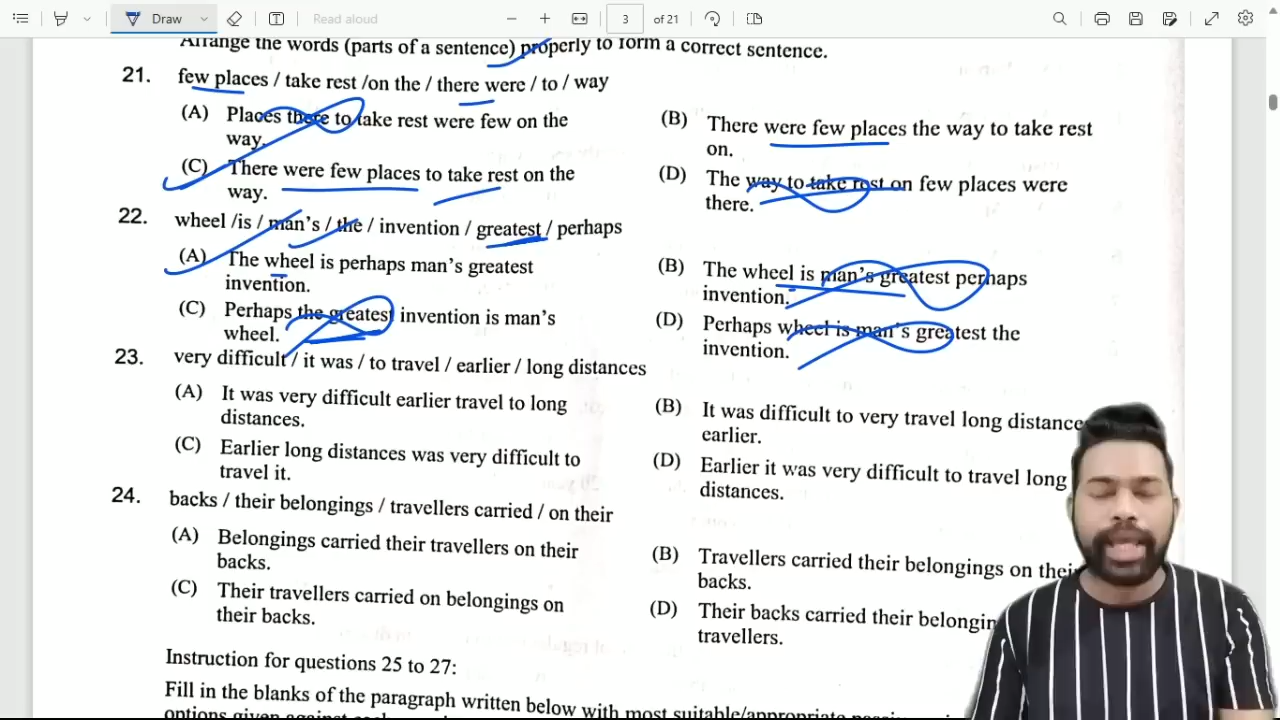 Draw
Read aloud
3 of 21
Arrange the words (parts of a sentence) properly to form a correct sentence.
21. few places / take rest /on the / there were / to / way
(A) Places there to take rest were few on the way.
(B) There were few places the way to take rest on.
(C) There were few places to take rest on the way.
(D) The way to take rest on few places were there.
22. wheel /is / man's / the / invention / greatest / perhaps
(A) The wheel is perhaps man's greatest invention.
(B) The wheel is man's greatest perhaps invention.
(C) Perhaps the greatest invention is man's wheel.
(D) Perhaps wheel is man's greatest the invention.
23. very difficult / it was / to travel / earlier / long distances
(A) It was very difficult earlier travel to long distances.
(B) It was difficult to very travel long distance earlier.
(C) Earlier long distances was very difficult to travel it.
(D) Earlier it was very difficult to travel long distances.
24. backs / their belongings / travellers carried / on their
(A) Belongings carried their travellers on their backs.
(B) Travellers carried their belongings on their backs.
(C) Their travellers carried on belongings on their backs.
(D) Their backs carried their belongin travellers.
Instruction for questions 25 to 27:
Fill in the blanks of the paragraph written below with most suitable/appropriate
options given against